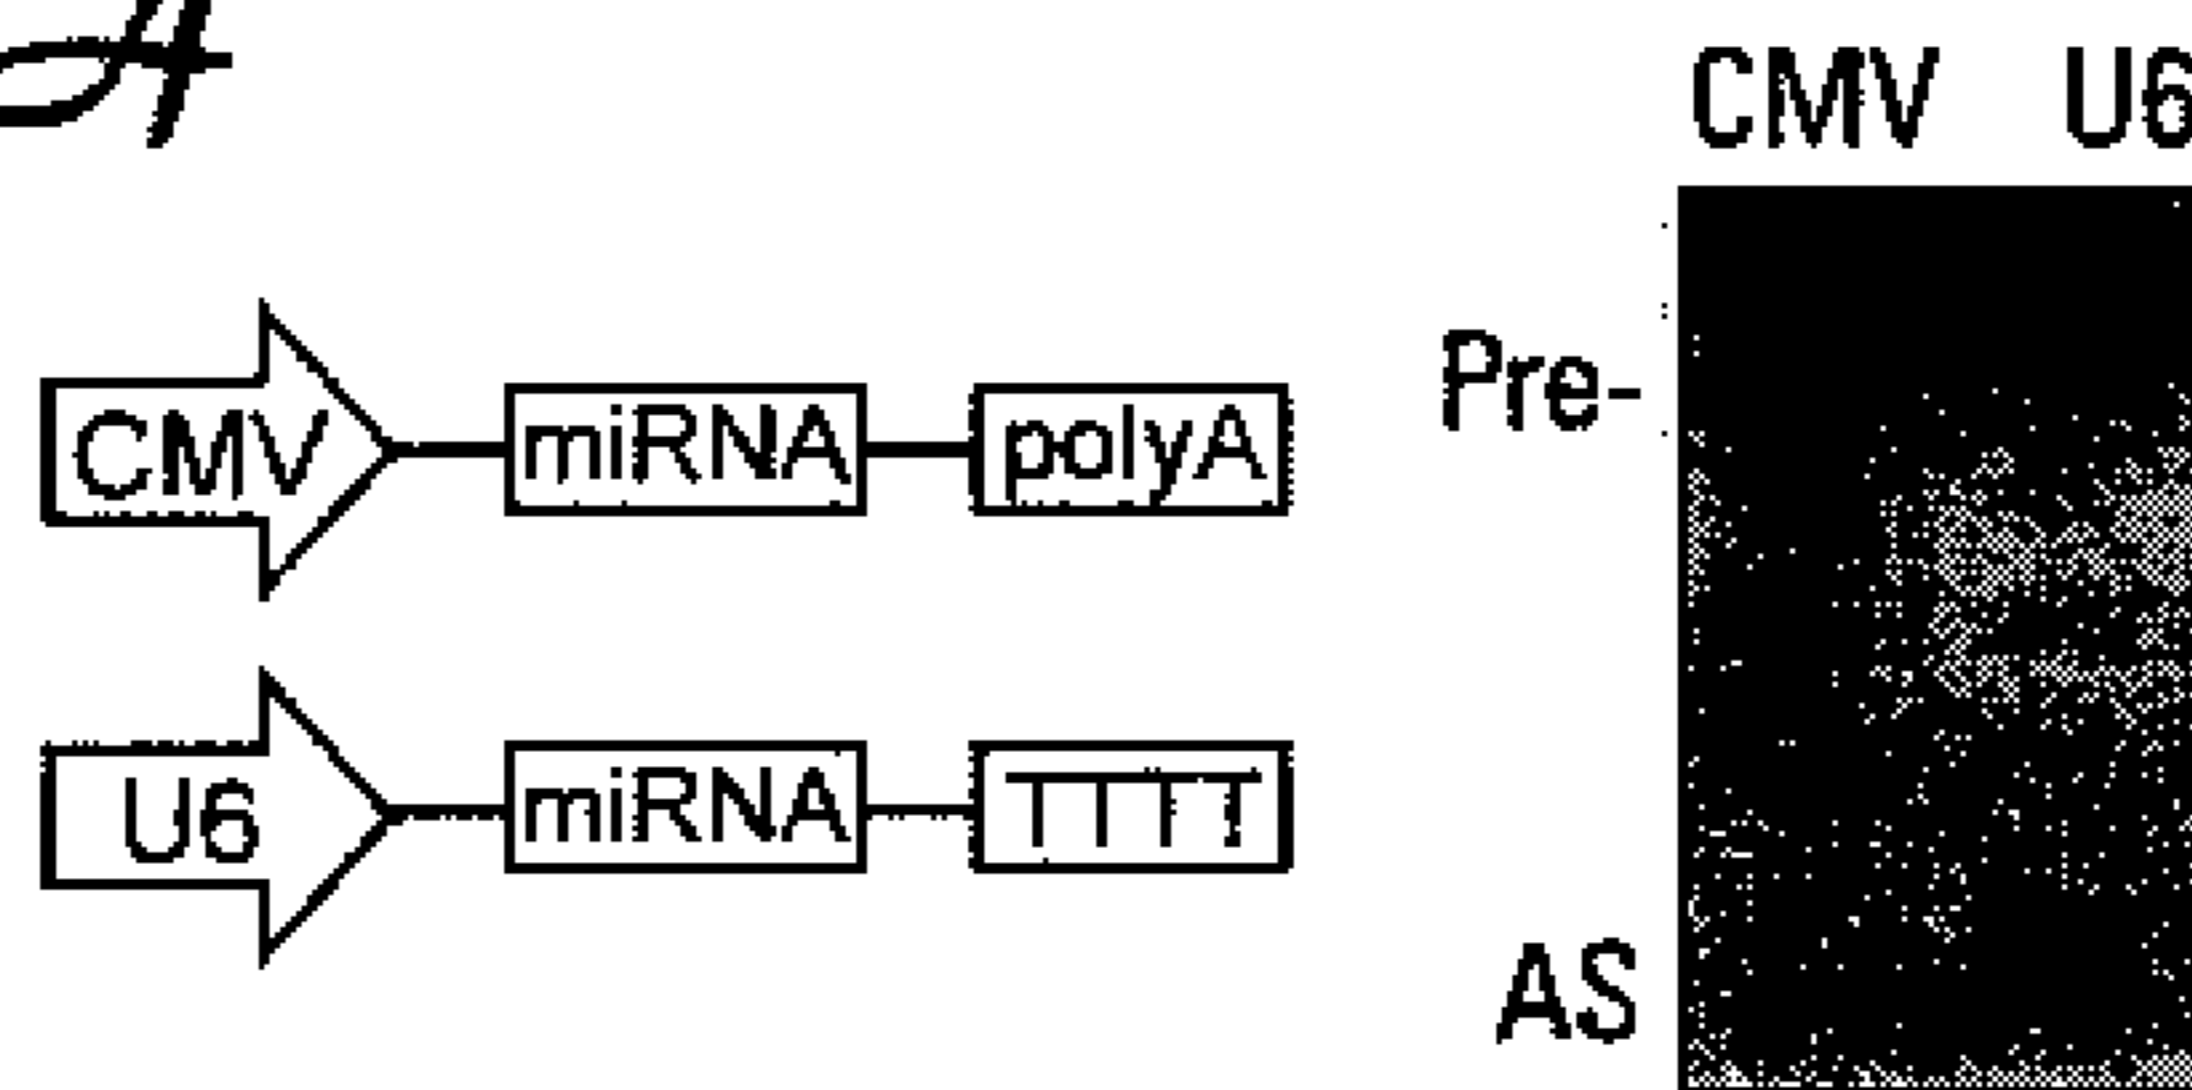 A
CMV miRNA polyA
U6 miRNA TTTT
CMV U6
Pre-
AS